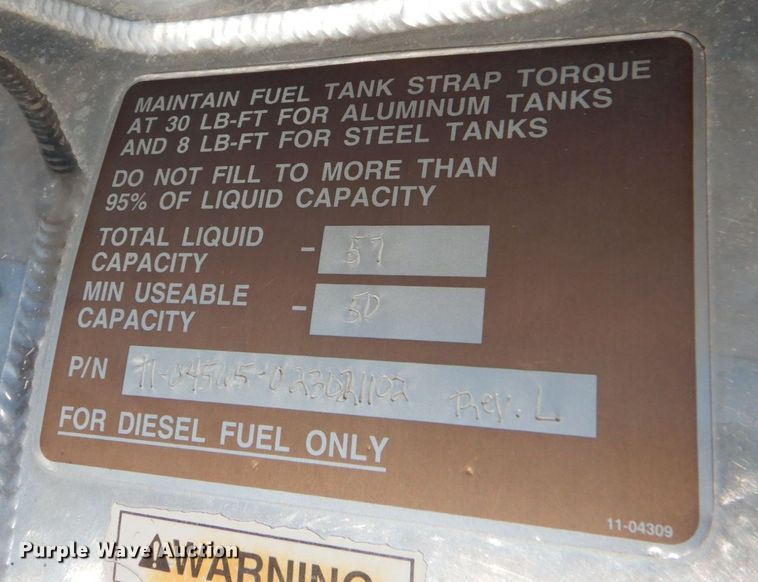 MAINTAIN FUEL TANK STRAP TORQUE
AT 30 LB-FT FOR ALUMINUM TANKS
AND 8 LB-FT FOR STEEL TANKS
DO NOT FILL TO MORE THAN
95% OF LIQUID CAPACITY
TOTAL LIQUID
CAPACITY - 57
MIN USEABLE
CAPACITY - 50
P/N Rev. L
FOR DIESEL FUEL ONLY
11-04309
WARNING
Purple Wave Auction